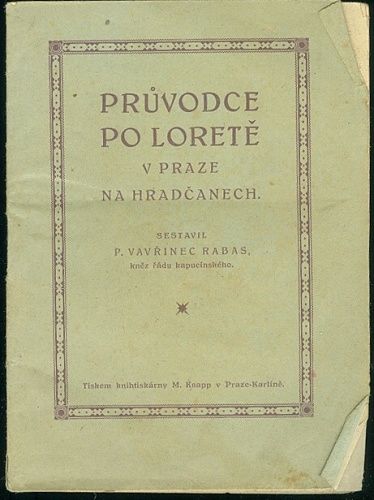 PRŮVODCE
PO LORETĚ
V PRAZE
NA HRADČANECH.
SESTAVIL
P. VAVŘINEC RABAS,
kněz řádu kapucínského.
Tiskem knihtiskárny M. Knapp v Praze-Karlíně.